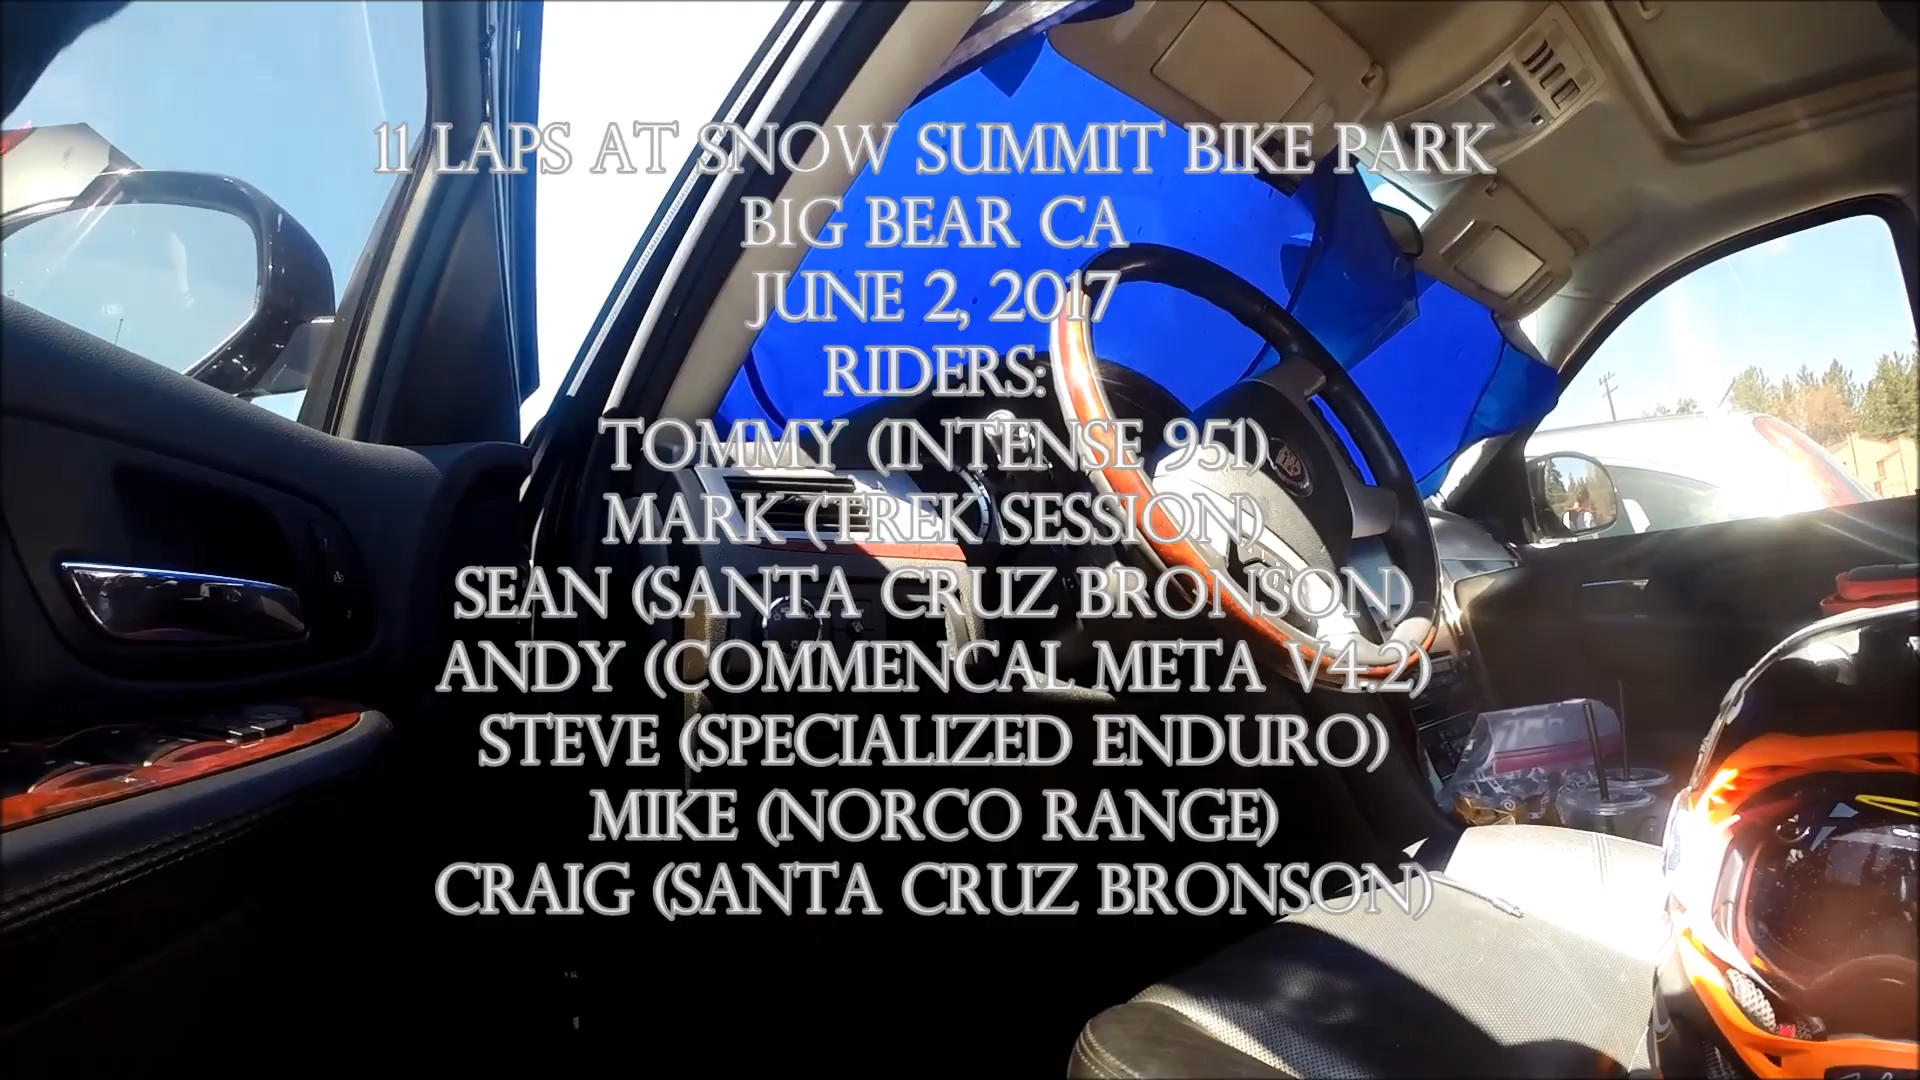 11 LAPS AT SNOW SUMMIT BIKE PARK
BIG BEAR CA
JUNE 2, 2017
RIDERS:
TOMMY (INTENSE 951)
MARK (TREK SESSION)
SEAN (SANTA CRUZ BRONSON)
ANDY (COMMENCAL META V4.2)
STEVE (SPECIALIZED ENDURO)
MIKE (NORCO RANGE)
CRAIG (SANTA CRUZ BRONSON)